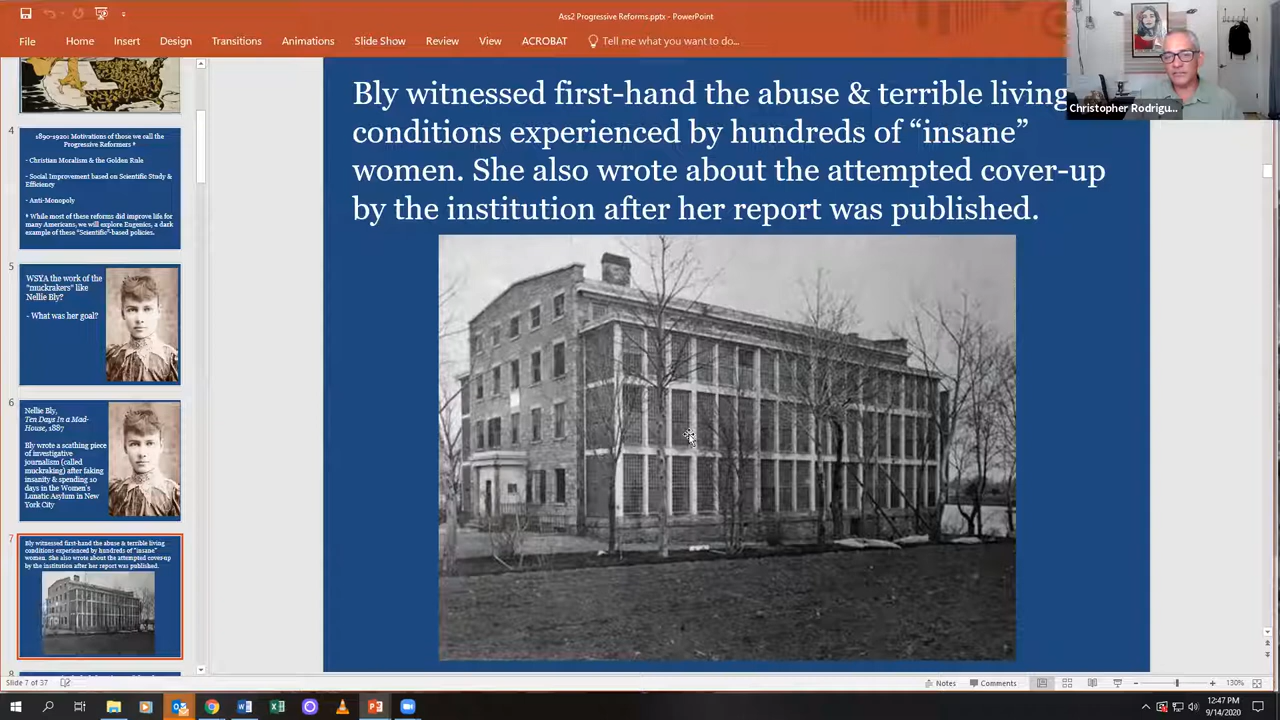 Ass2 Progressive Reforms.pptx - PowerPoint
File
Home
Insert
Design
Transitions
Animations
Slide Show
Review
View
ACROBAT
Tell me what you want to do...
4
1890-1920: Motivations of those we call the
Progressive Reformers †
- Christian Moralism & the Golden Rule
- Social Improvement based on Scientific Study &
Efficiency
- Anti-Monopoly
† While most of these reforms did improve life for
many Americans, we will explore Eugenics, a dark
example of these "Scientific"-based policies.
5
WSYA the work of the
"muckrakers" like
Nellie Bly?
- What was her goal?
6
Nellie Bly,
Ten Days In a Mad-
House, 1887
Bly wrote a scathing piece
of investigative
journalism (called
muckraking) after faking
insanity & spending 10
days in the Women's
Lunatic Asylum in New
York City
7
Bly witnessed first-hand the abuse & terrible living
conditions experienced by hundreds of "insane"
women. She also wrote about the attempted cover-up
by the institution after her report was published.
8
Bly witnessed first-hand the abuse & terrible living
conditions experienced by hundreds of “insane”
women. She also wrote about the attempted cover-up
by the institution after her report was published.
Christopher Rodrigu...
Slide 7 of 37
Notes
Comments
130%
12:47 PM
9/14/2020